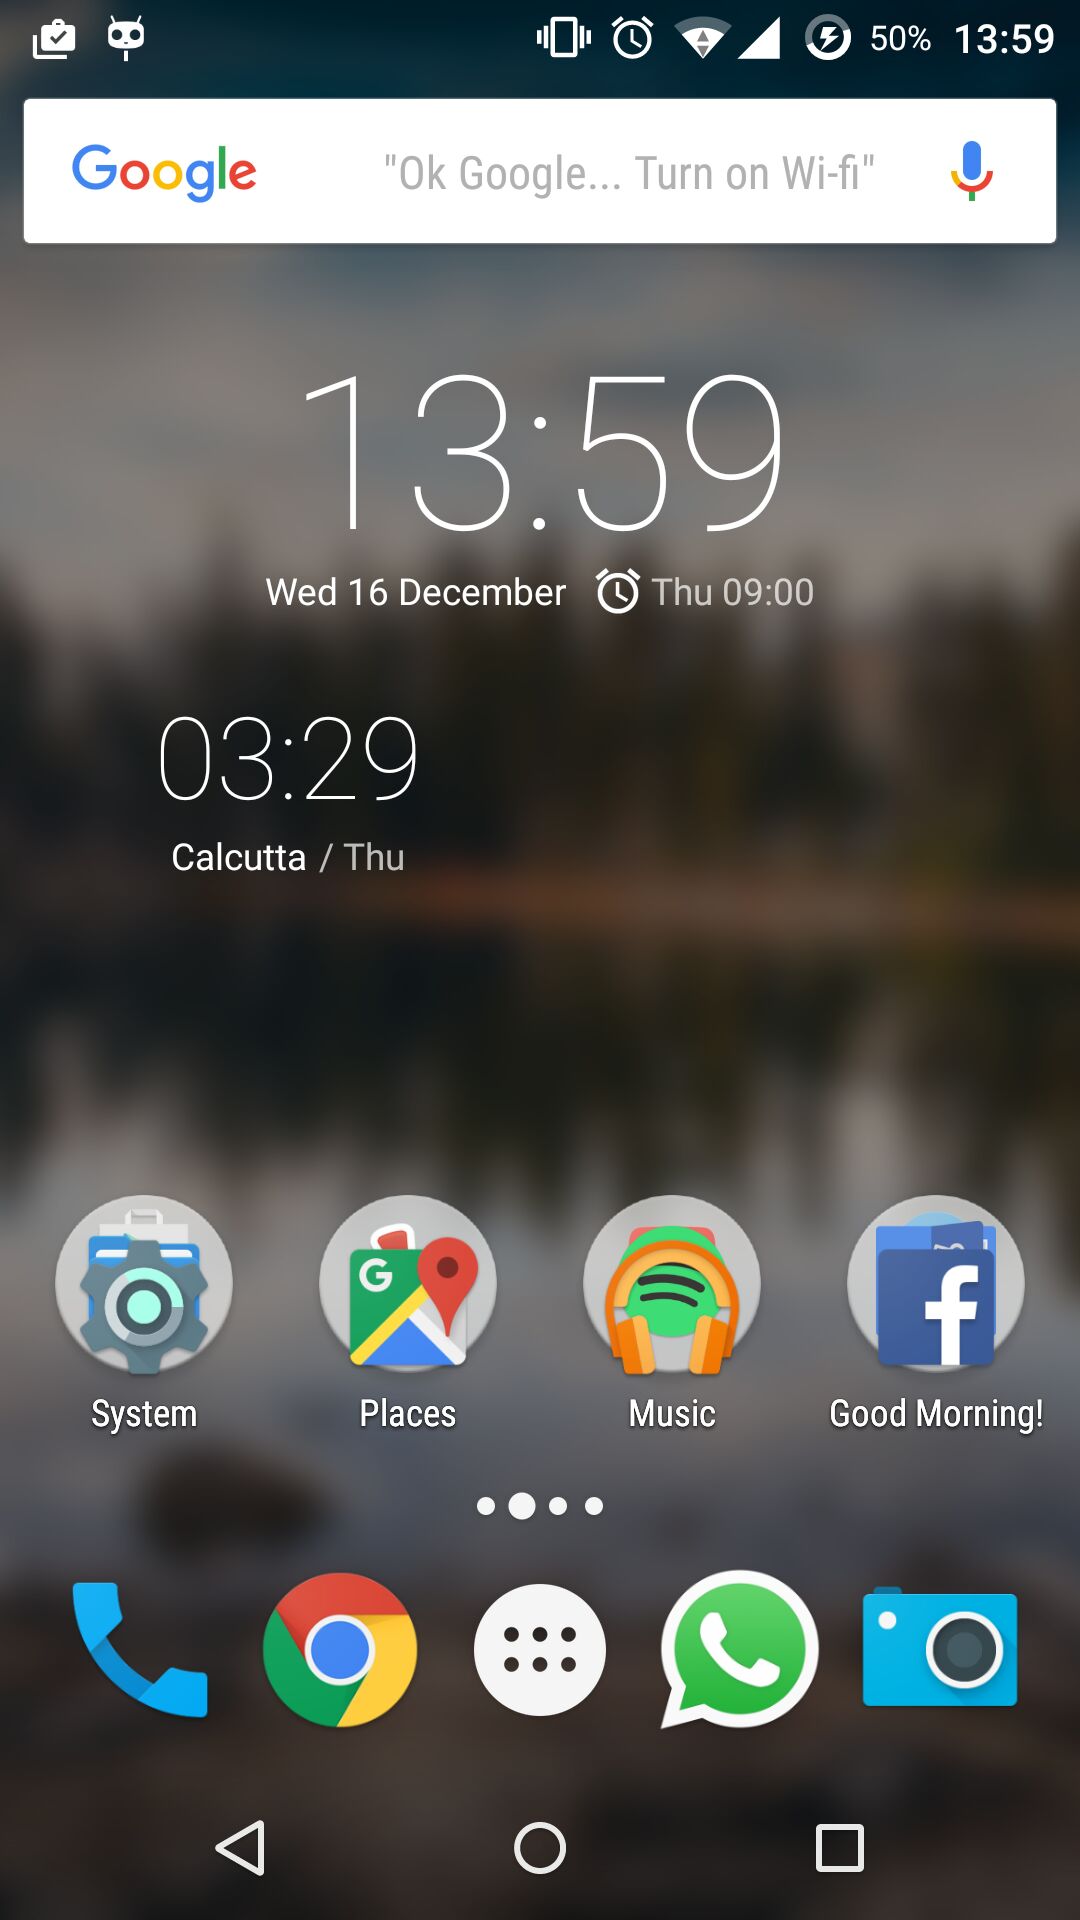 50% 13:59
Google "Ok Google... Turn on Wi-fi"
13:59
Wed 16 December Thu 09:00
03:29
Calcutta / Thu
G
f
System Places Music Good Morning!